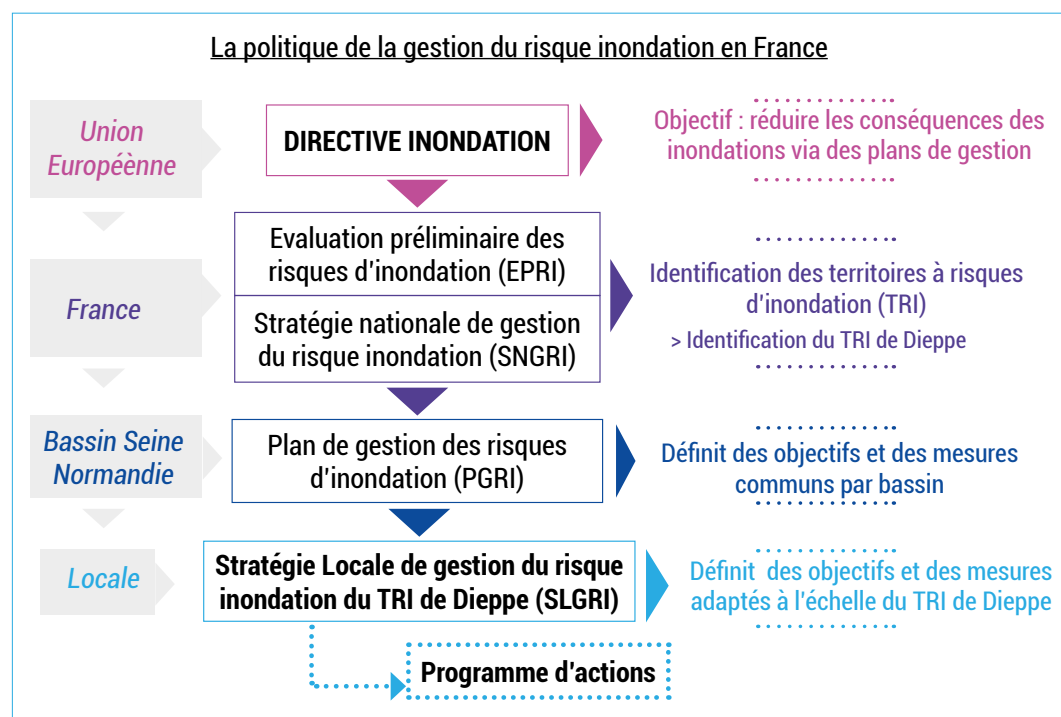 La politique de la gestion du risque inondation en France
Union
Européènne
DIRECTIVE INONDATION
Objectif : réduire les conséquences des
inondations via des plans de gestion
France
Evaluation préliminaire des
risques d'inondation (EPRI)
Stratégie nationale de gestion
du risque inondation (SNGRI)
Identification des territoires à risques
d'inondation (TRI)
> Identification du TRI de Dieppe
Bassin Seine
Normandie
Plan de gestion des risques
d'inondation (PGRI)
Définit des objectifs et des mesures
communs par bassin
Locale
Stratégie Locale de gestion du risque
inondation du TRI de Dieppe (SLGRI)
Définit des objectifs et des mesures
adaptés à l'échelle du TRI de Dieppe
Programme d'actions